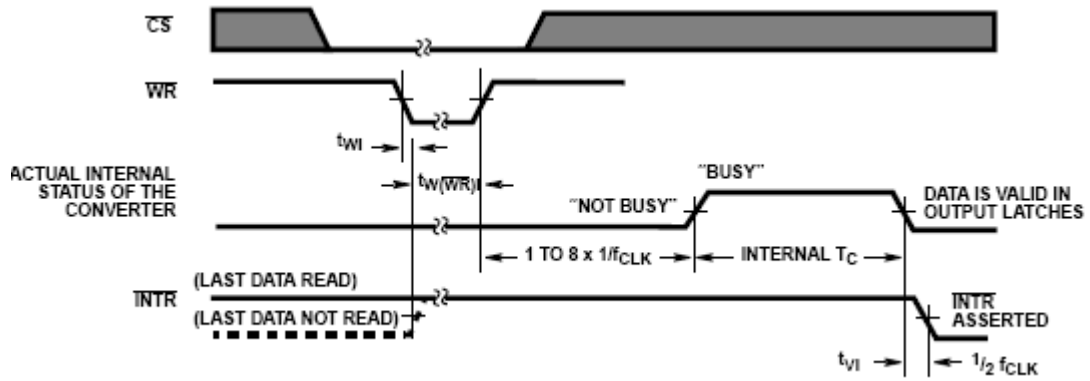 CS
WR
tWI
tW(WR)I
ACTUAL INTERNAL
STATUS OF THE
CONVERTER
"NOT BUSY"
"BUSY"
DATA IS VALID IN
OUTPUT LATCHES
1 TO 8 x 1/fCLK
INTERNAL TC
INTR
(LAST DATA READ)
(LAST DATA NOT READ)
INTR
ASSERTED
tVI
1/2 fCLK